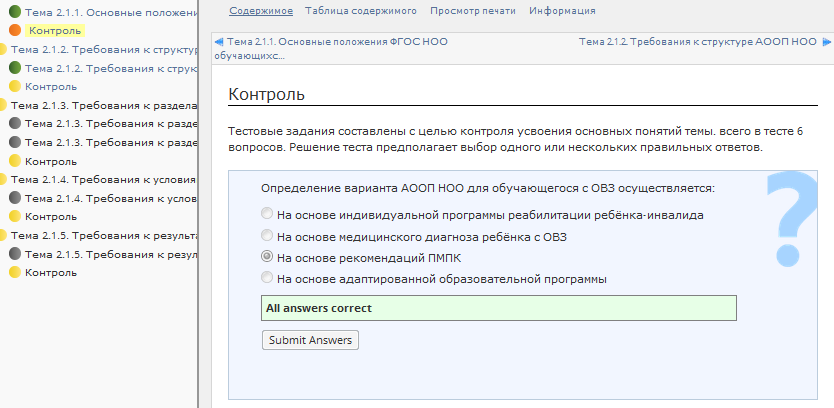 Тема 2.1.1. Основные положени
Контроль
Тема 2.1.2. Требования к структур
Тема 2.1.2. Требования к струк
Контроль
Тема 2.1.3. Требования к раздела
Тема 2.1.3. Требования к разде
Тема 2.1.3. Требования к разде
Контроль
Тема 2.1.4. Требования к условия
Тема 2.1.4. Требования к услов
Контроль
Тема 2.1.5. Требования к результа
Тема 2.1.5. Требования к резул
Контроль
Содержимое Таблица содержимого Просмотр печати Информация
Тема 2.1.1. Основные положения ФГОС НОО
обучающихс...
Тема 2.1.2. Требования к структуре АООП НОО
Контроль
Тестовые задания составлены с целью контроля усвоения основных понятий темы. всего в тесте 6
вопросов. Решение теста предполагает выбор одного или нескольких правильных ответов.
Определение варианта АООП НОО для обучающегося с ОВЗ осуществляется:
На основе индивидуальной программы реабилитации ребёнка-инвалида
На основе медицинского диагноза ребёнка с ОВЗ
На основе рекомендаций ПМПК
На основе адаптированной образовательной программы
All answers correct
Submit Answers
?